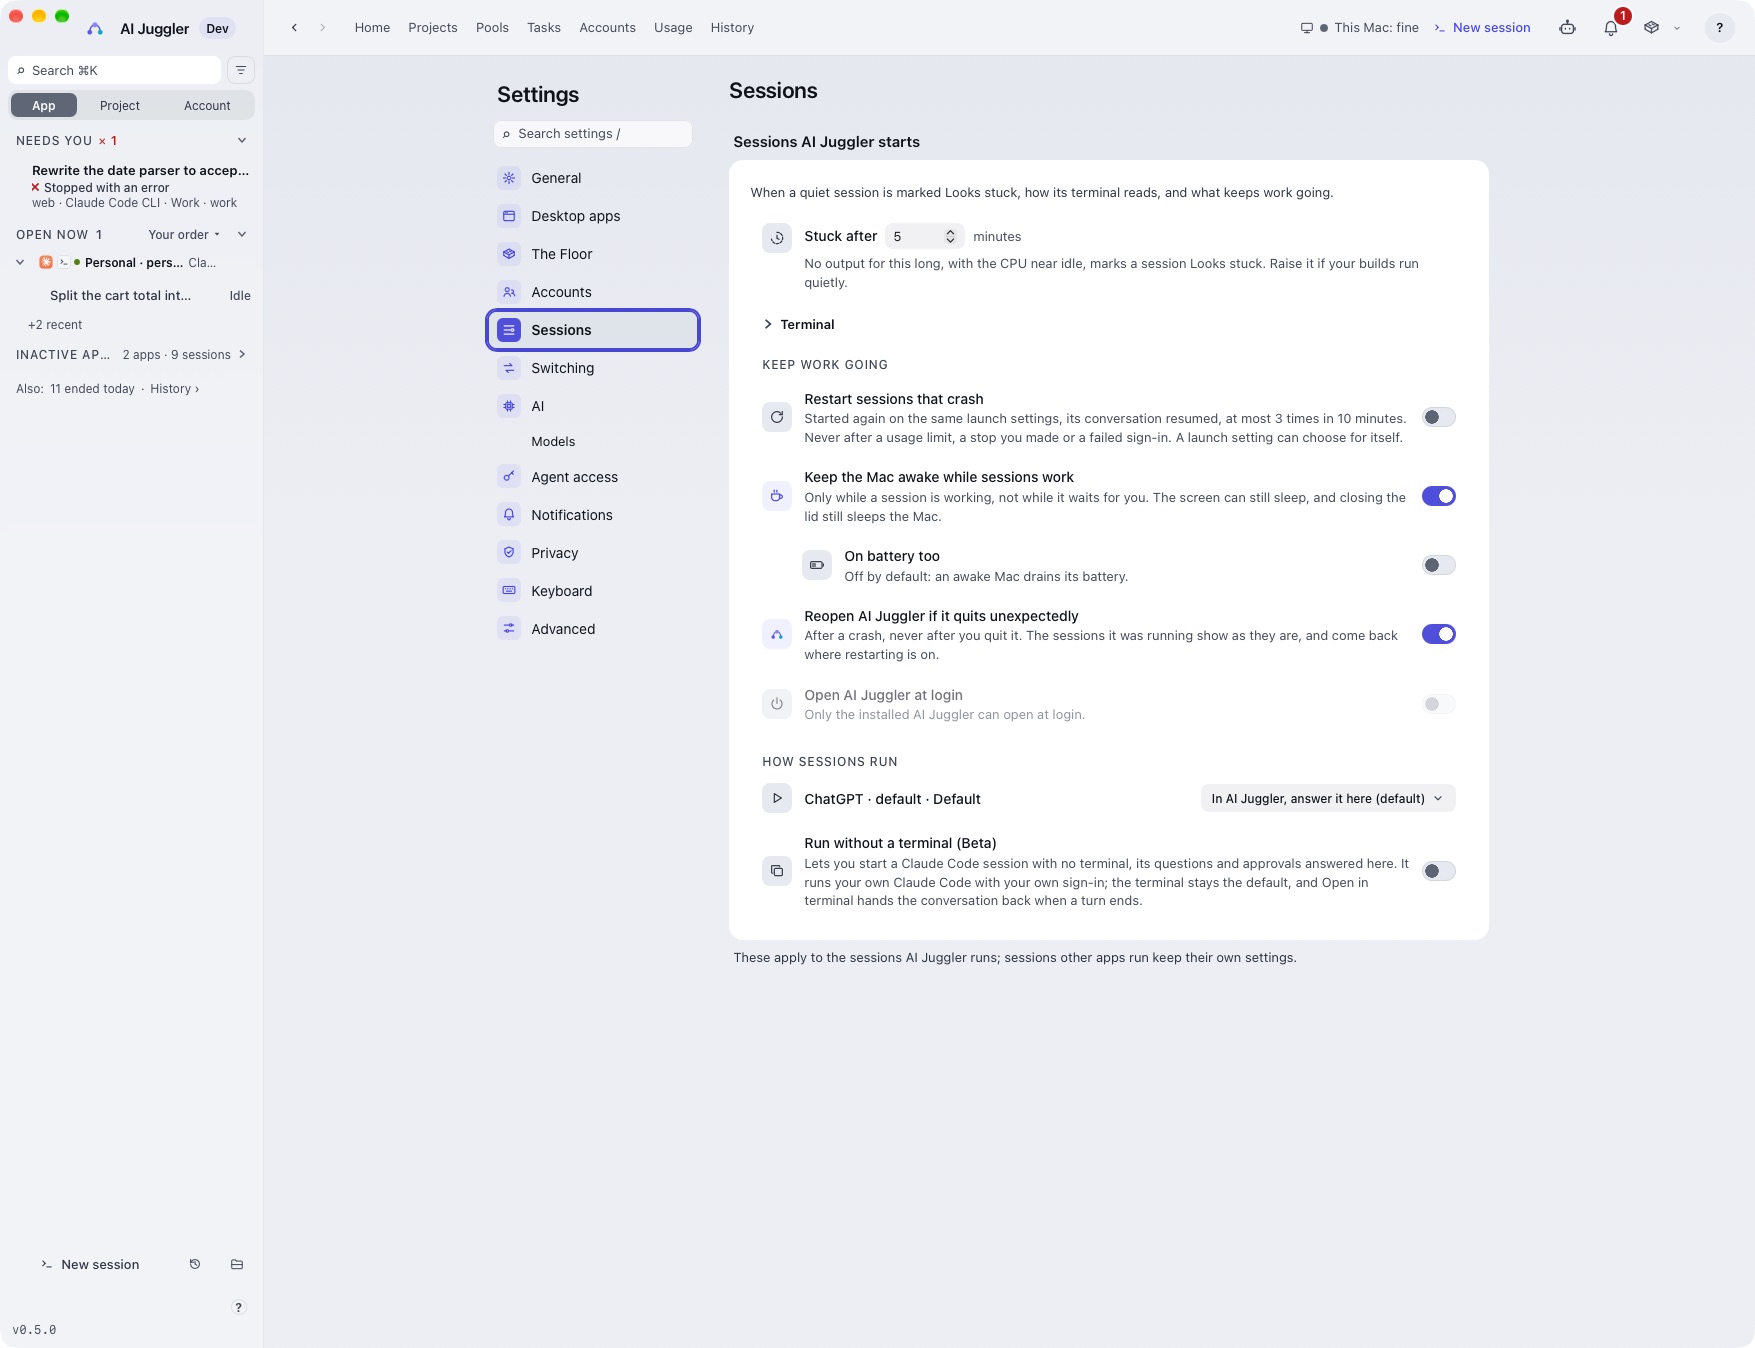 AI Juggler Dev
Search ⌘K
App Project Account
NEEDS YOU × 1
Rewrite the date parser to accep...
× Stopped with an error
web · Claude Code CLI · Work · work
OPEN NOW 1 Your order
Personal · pers... Cla...
Split the cart total int... Idle
+2 recent
INACTIVE AP... 2 apps · 9 sessions
Also: 11 ended today · History ›
New session
?
v0.5.0
Home Projects Pools Tasks Accounts Usage History
This Mac: fine
New session
1
?
Settings
Search settings /
General
Desktop apps
The Floor
Accounts
Sessions
Switching
AI
Models
Agent access
Notifications
Privacy
Keyboard
Advanced
Sessions
Sessions AI Juggler starts
When a quiet session is marked Looks stuck, how its terminal reads, and what keeps work going.
Stuck after 5 minutes
No output for this long, with the CPU near idle, marks a session Looks stuck. Raise it if your builds run
quietly.
Terminal
KEEP WORK GOING
Restart sessions that crash
Started again on the same launch settings, its conversation resumed, at most 3 times in 10 minutes.
Never after a usage limit, a stop you made or a failed sign-in. A launch setting can choose for itself.
Keep the Mac awake while sessions work
Only while a session is working, not while it waits for you. The screen can still sleep, and closing the
lid still sleeps the Mac.
On battery too
Off by default: an awake Mac drains its battery.
Reopen AI Juggler if it quits unexpectedly
After a crash, never after you quit it. The sessions it was running show as they are, and come back
where restarting is on.
Open AI Juggler at login
Only the installed AI Juggler can open at login.
HOW SESSIONS RUN
ChatGPT · default · Default
In AI Juggler, answer it here (default)
Run without a terminal (Beta)
Lets you start a Claude Code session with no terminal, its questions and approvals answered here. It
runs your own Claude Code with your own sign-in; the terminal stays the default, and Open in
terminal hands the conversation back when a turn ends.
These apply to the sessions AI Juggler runs; sessions other apps run keep their own settings.